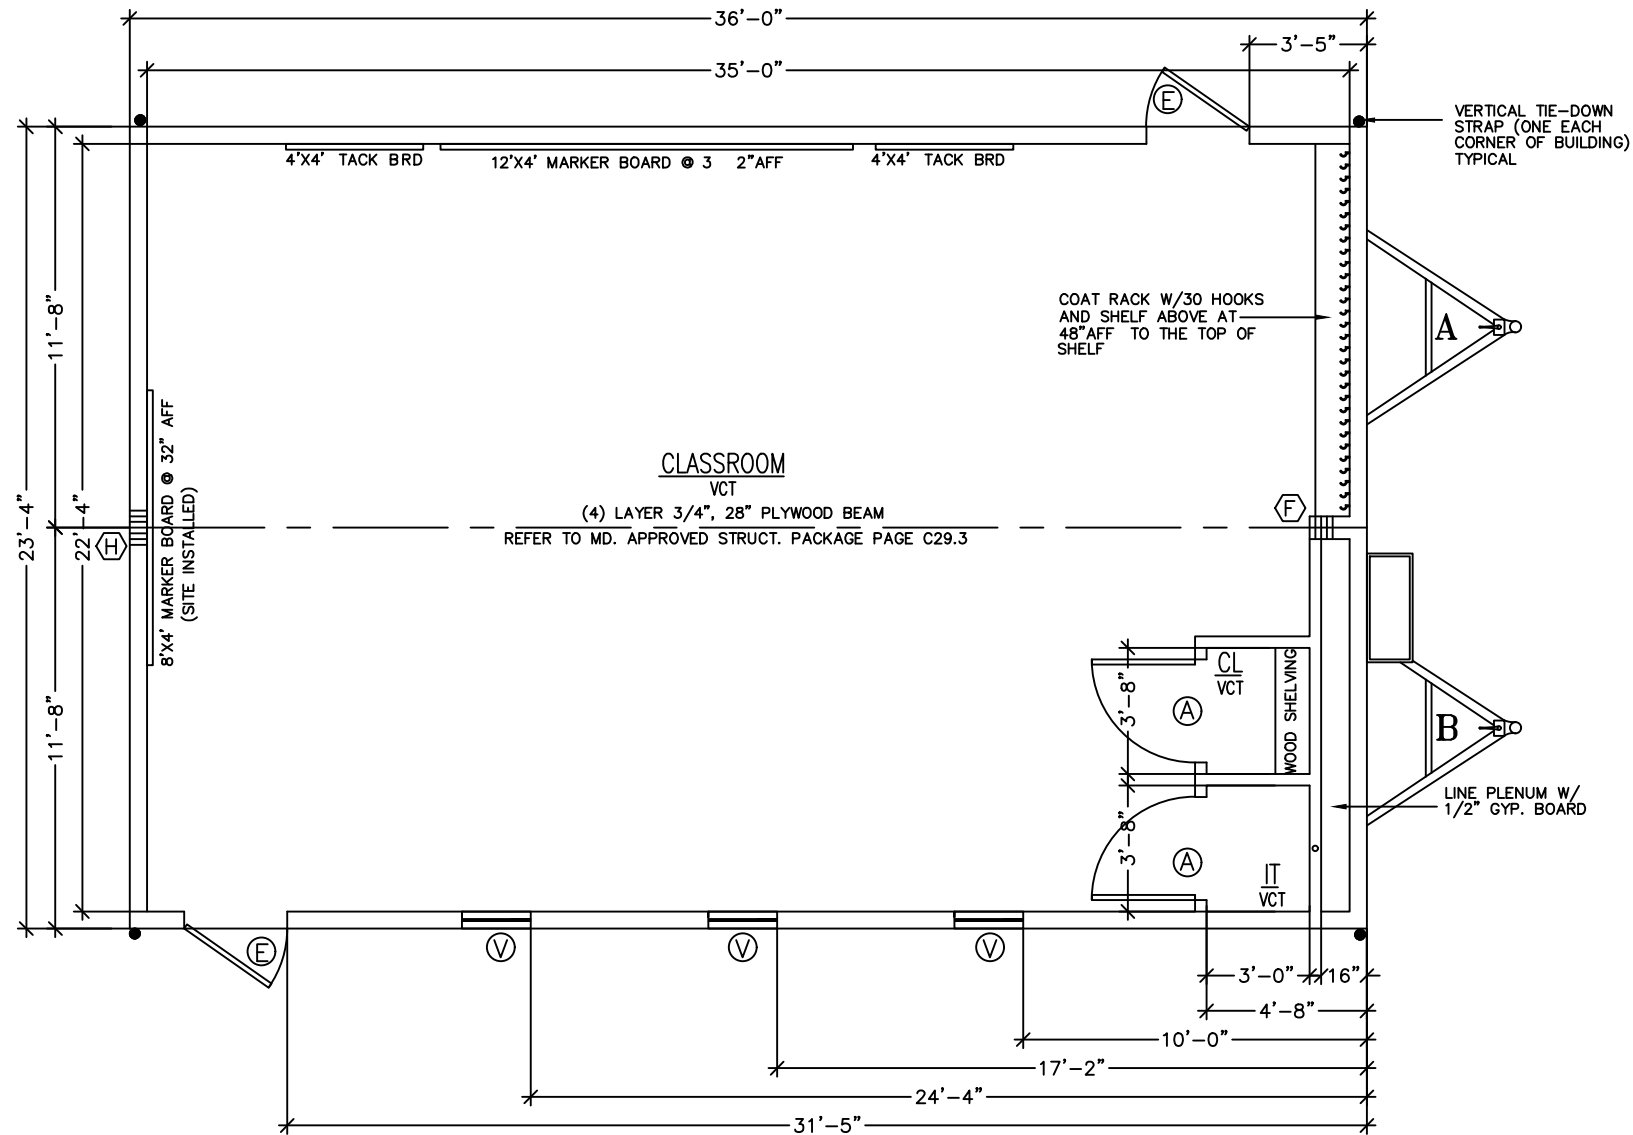 36'-0"
3'-5"
35'-0"
E
VERTICAL TIE-DOWN
STRAP (ONE EACH
CORNER OF BUILDING)
TYPICAL
4'X4' TACK BRD
12'X4' MARKER BOARD @ 3 2"AFF
4'X4' TACK BRD
11'-8"
COAT RACK W/30 HOOKS
AND SHELF ABOVE AT
48"AFF TO THE TOP OF
SHELF
A
23'-4"
22'-4"
H
8'X4' MARKER BOARD @ 32" AFF
(SITE INSTALLED)
CLASSROOM
VCT
(4) LAYER 3/4", 28" PLYWOOD BEAM
REFER TO MD. APPROVED STRUCT. PACKAGE PAGE C29.3
F
11'-8"
3'-8"
CL
VCT
A
WOOD SHELVING
B
LINE PLENUM W/
1/2" GYP. BOARD
3'-8"
A
IT
VCT
E
V
V
V
3'-0"
16"
4'-8"
10'-0"
17'-2"
24'-4"
31'-5"